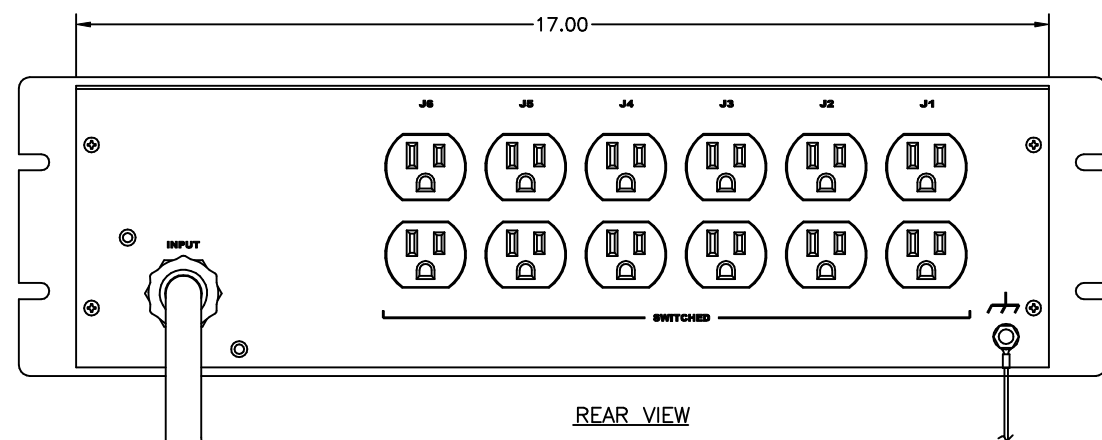 17.00
J6 J5 J4 J3 J2 J1
INPUT
SWITCHED
REAR VIEW